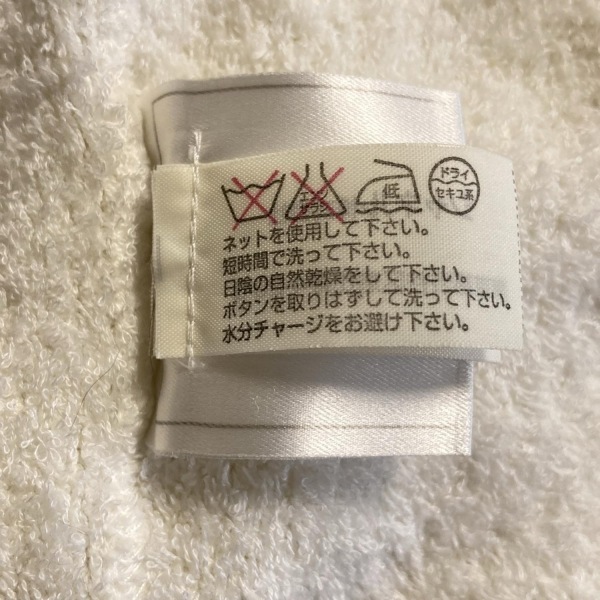 低
ドライ
セキユ系
ネットを使用して下さい。
短時間で洗って下さい。
日陰の自然乾燥をして下さい。
ボタンを取りはずして洗って下さい。
水分チャージをお避け下さい。